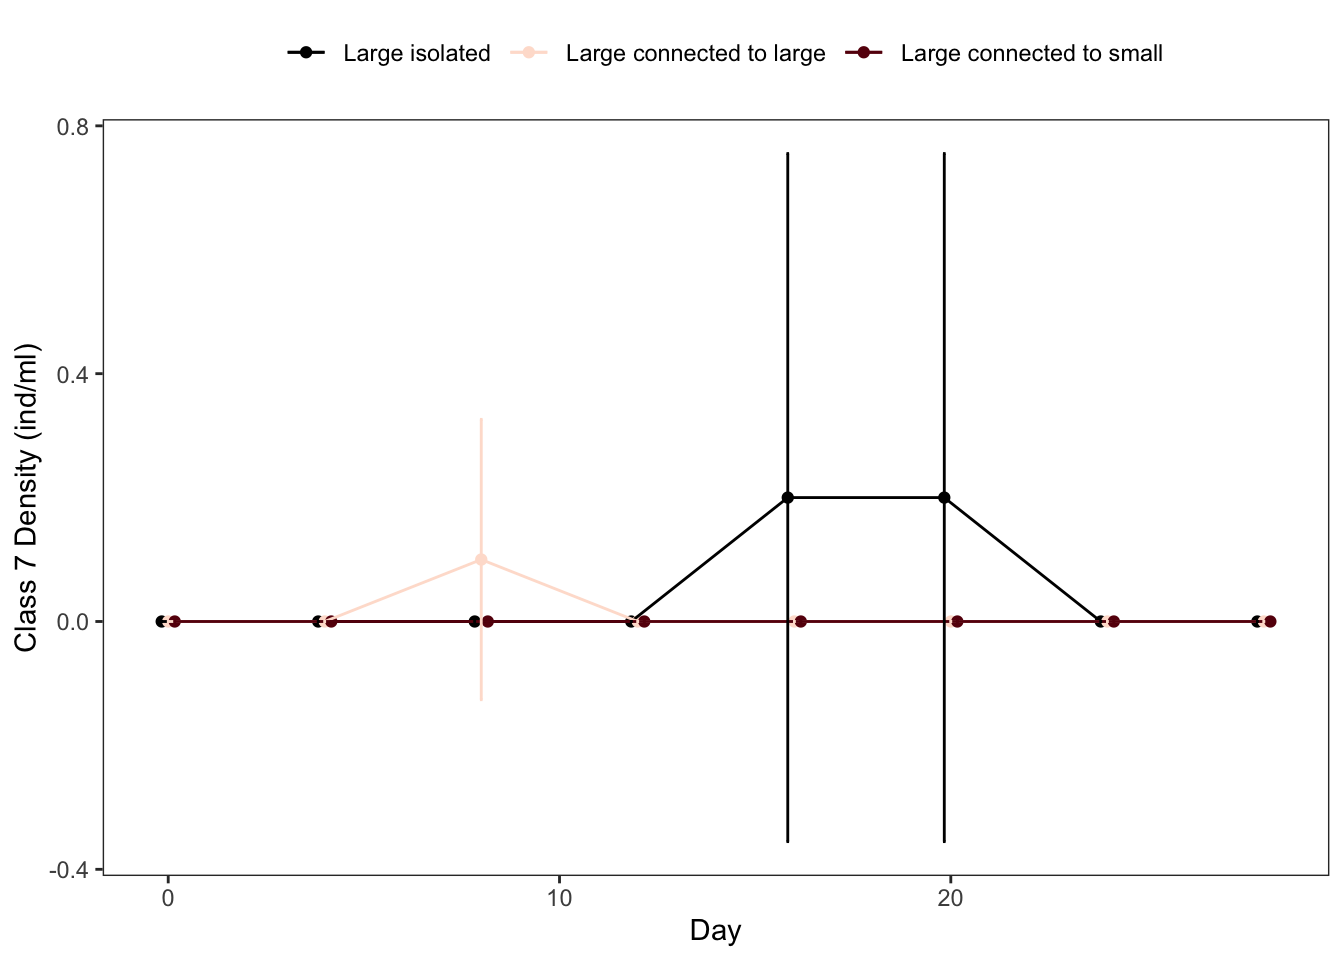 Large isolated Large connected to large Large connected to small
0.8
0.4
0.0
-0.4
Class 7 Density (ind/ml)
0 10 20
Day